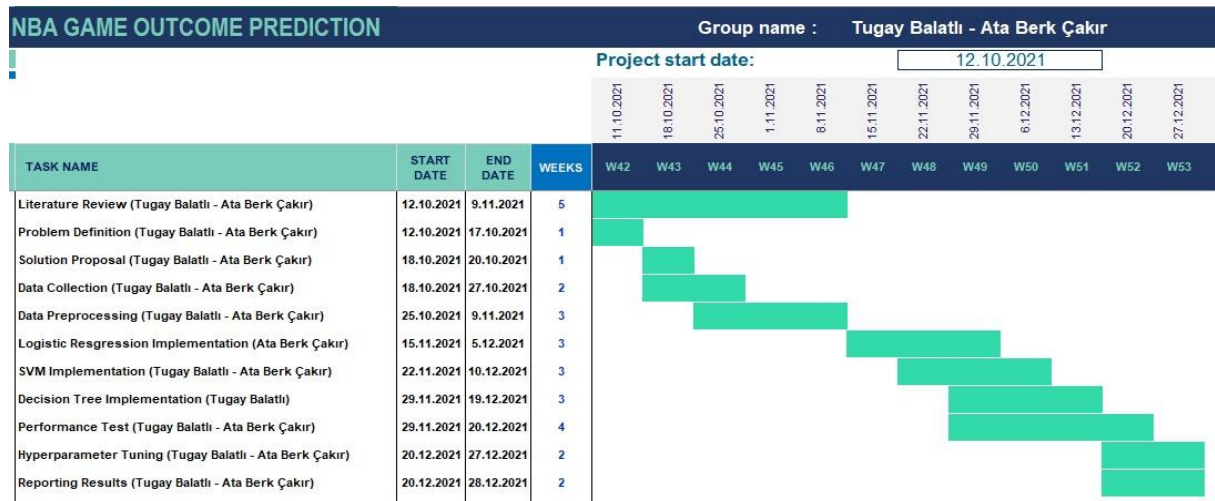 NBA GAME OUTCOME PREDICTION Group name : Tugay Balatlı - Ata Berk Çakır
Project start date: 12.10.2021
11.10.2021 18.10.2021 25.10.2021 1.11.2021 8.11.2021 15.11.2021 22.11.2021 29.11.2021 6.12.2021 13.12.2021 20.12.2021 27.12.2021
TASK NAME START DATE END DATE WEEKS W42 W43 W44 W45 W46 W47 W48 W49 W50 W51 W52 W53
Literature Review (Tugay Balatlı - Ata Berk Çakır) 12.10.2021 9.11.2021 5
Problem Definition (Tugay Balatlı - Ata Berk Çakır) 12.10.2021 17.10.2021 1
Solution Proposal (Tugay Balatlı - Ata Berk Çakır) 18.10.2021 20.10.2021 1
Data Collection (Tugay Balatlı - Ata Berk Çakır) 18.10.2021 27.10.2021 2
Data Preprocessing (Tugay Balatlı - Ata Berk Çakır) 25.10.2021 9.11.2021 3
Logistic Resgression Implementation (Ata Berk Çakır) 15.11.2021 5.12.2021 3
SVM Implementation (Tugay Balatlı - Ata Berk Çakır) 22.11.2021 10.12.2021 3
Decision Tree Implementation (Tugay Balatlı) 29.11.2021 19.12.2021 3
Performance Test (Tugay Balatlı - Ata Berk Çakır) 29.11.2021 20.12.2021 4
Hyperparameter Tuning (Tugay Balatlı - Ata Berk Çakır) 20.12.2021 27.12.2021 2
Reporting Results (Tugay Balatlı - Ata Berk Çakır) 20.12.2021 28.12.2021 2